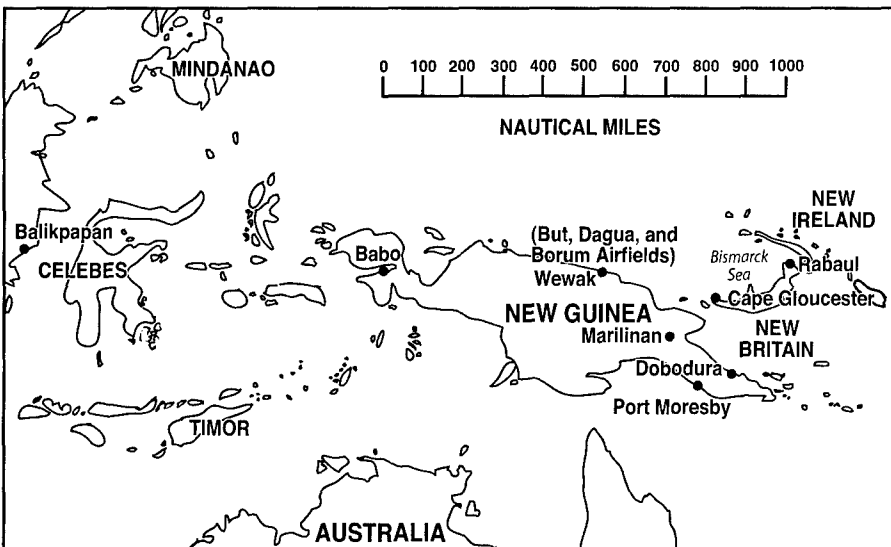 MINDANAO
0 100 200 300 400 500 600 700 800 900 1000
NAUTICAL MILES
NEW
IRELAND
Balikpapan
CELEBES
Babo
(But, Dagua, and
Borum Airfields)
Wewak
Bismarck
Sea
Rabaul
Cape Gloucester
NEW GUINEA
Marilinan
NEW
BRITAIN
Dobodura
Port Moresby
TIMOR
AUSTRALIA